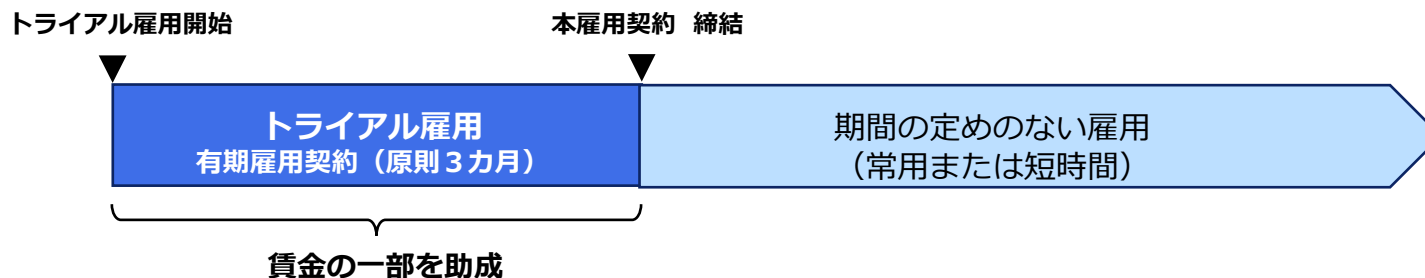 トライアル雇用開始
本雇用契約 締結
トライアル雇用
有期雇用契約（原則３カ月）
期間の定めのない雇用
（常用または短時間）
賃金の一部を助成